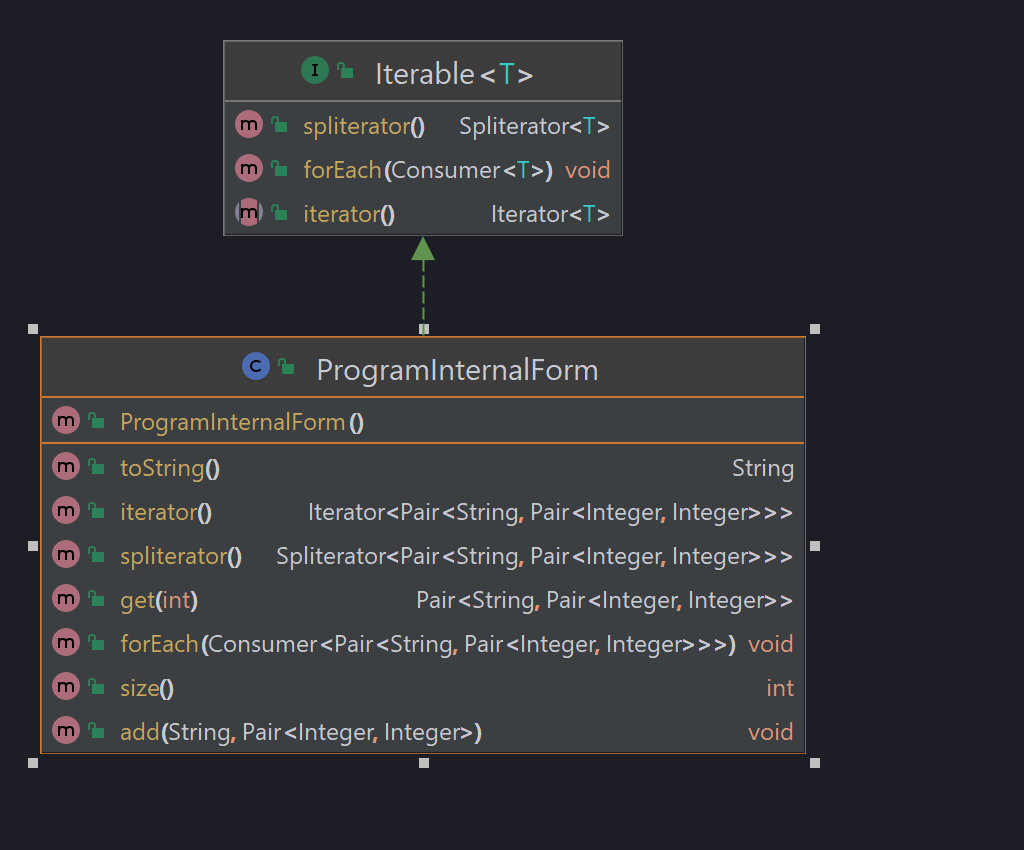 I Iterable<T>
m spliterator() Spliterator<T>
m forEach(Consumer<T>) void
m iterator() Iterator<T>
C ProgramInternalForm
m ProgramInternalForm()
m toString() String
m iterator() Iterator<Pair<String, Pair<Integer, Integer>>>
m spliterator() Spliterator<Pair<String, Pair<Integer, Integer>>>
m get(int) Pair<String, Pair<Integer, Integer>>
m forEach(Consumer<Pair<String, Pair<Integer, Integer>>>) void
m size() int
m add(String, Pair<Integer, Integer>) void